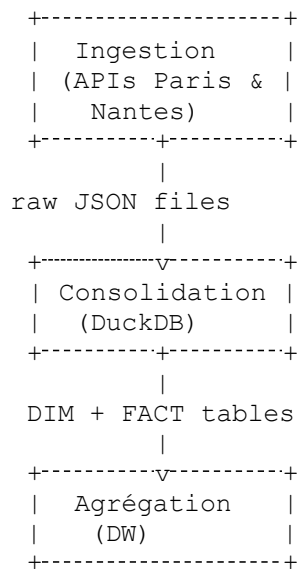 +----------------------+
| Ingestion |
| (APIs Paris & |
| Nantes) |
+-----------+-----------+
|
raw JSON files
|
+-----------v-----------+
| Consolidation |
| (DuckDB) |
+-----------+-----------+
|
DIM + FACT tables
|
+-----------v-----------+
| Agrégation |
| (DW) |
+----------------------+